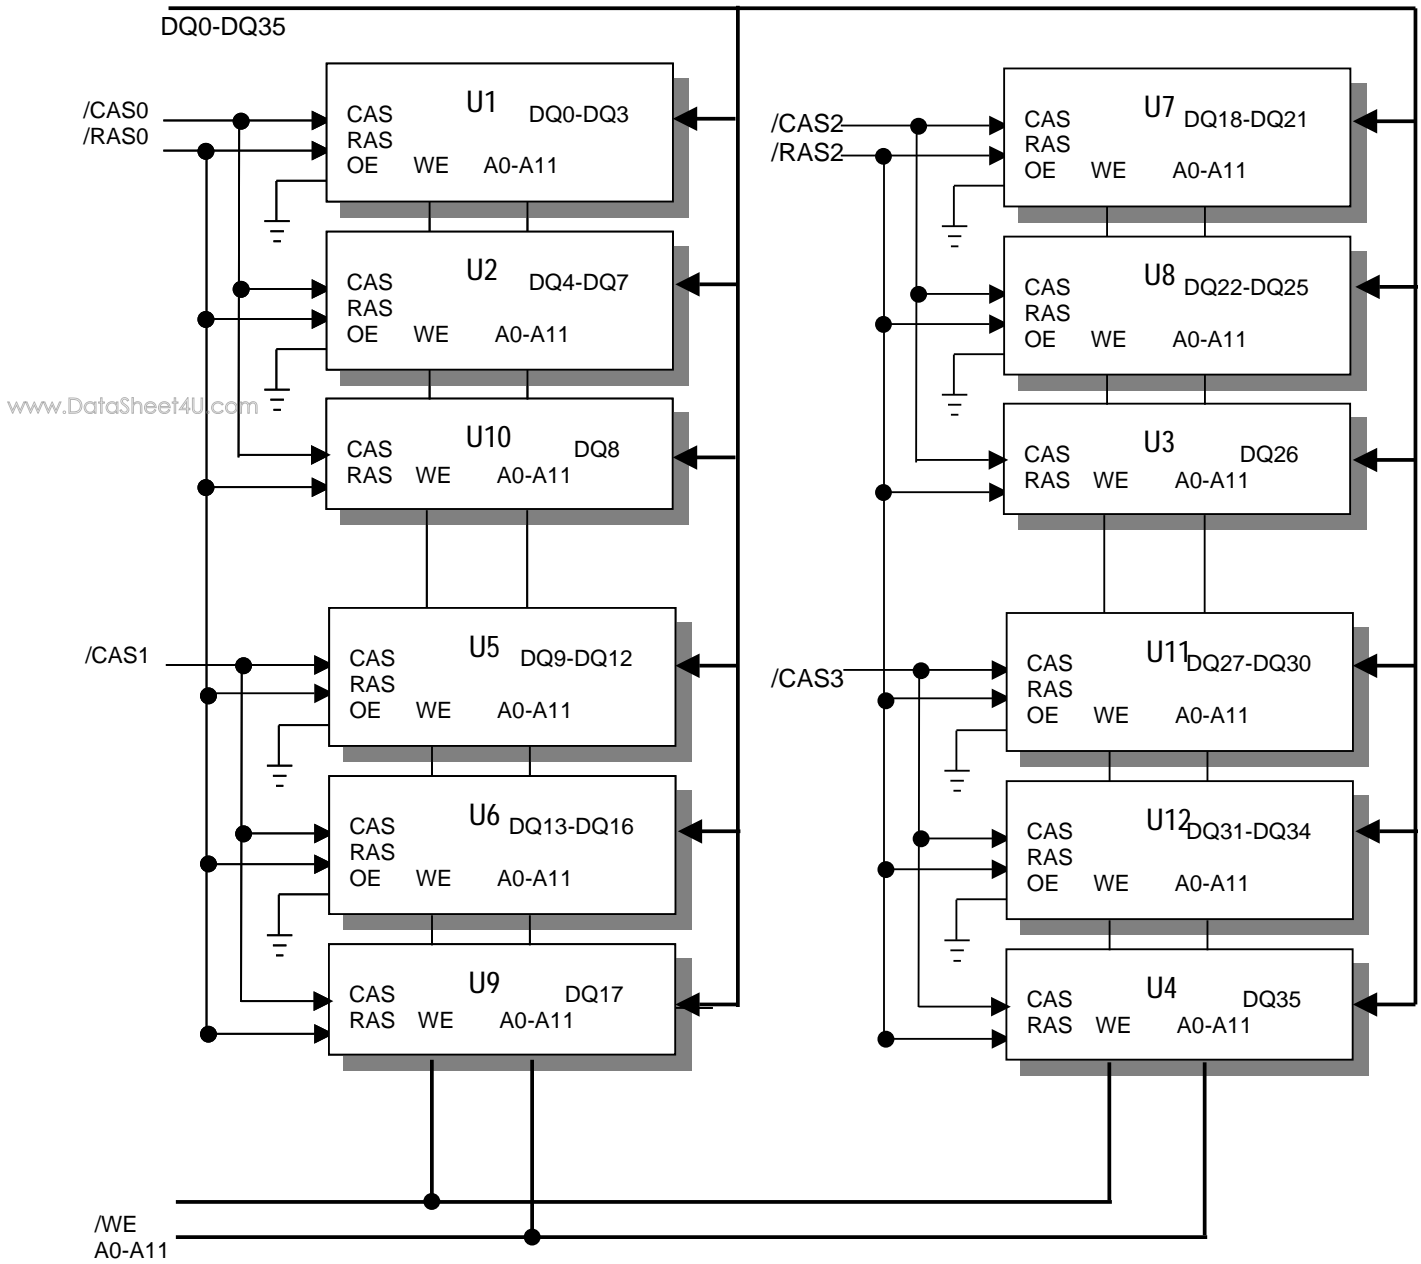 DQ0-DQ35
/CAS0
/RAS0
U1
DQ0-DQ3
CAS
RAS
OE WE A0-A11
U2
DQ4-DQ7
CAS
RAS
OE WE A0-A11
www.DataSheet4U.com
U10
DQ8
CAS
RAS WE A0-A11
/CAS1
U5
DQ9-DQ12
CAS
RAS
OE WE A0-A11
U6
DQ13-DQ16
CAS
RAS
OE WE A0-A11
U9
DQ17
CAS
RAS WE A0-A11
/CAS2
/RAS2
U7
DQ18-DQ21
CAS
RAS
OE WE A0-A11
U8
DQ22-DQ25
CAS
RAS
OE WE A0-A11
U3
DQ26
CAS
RAS WE A0-A11
/CAS3
U11
DQ27-DQ30
CAS
RAS
OE WE A0-A11
U12
DQ31-DQ34
CAS
RAS
OE WE A0-A11
U4
DQ35
CAS
RAS WE A0-A11
/WE
A0-A11